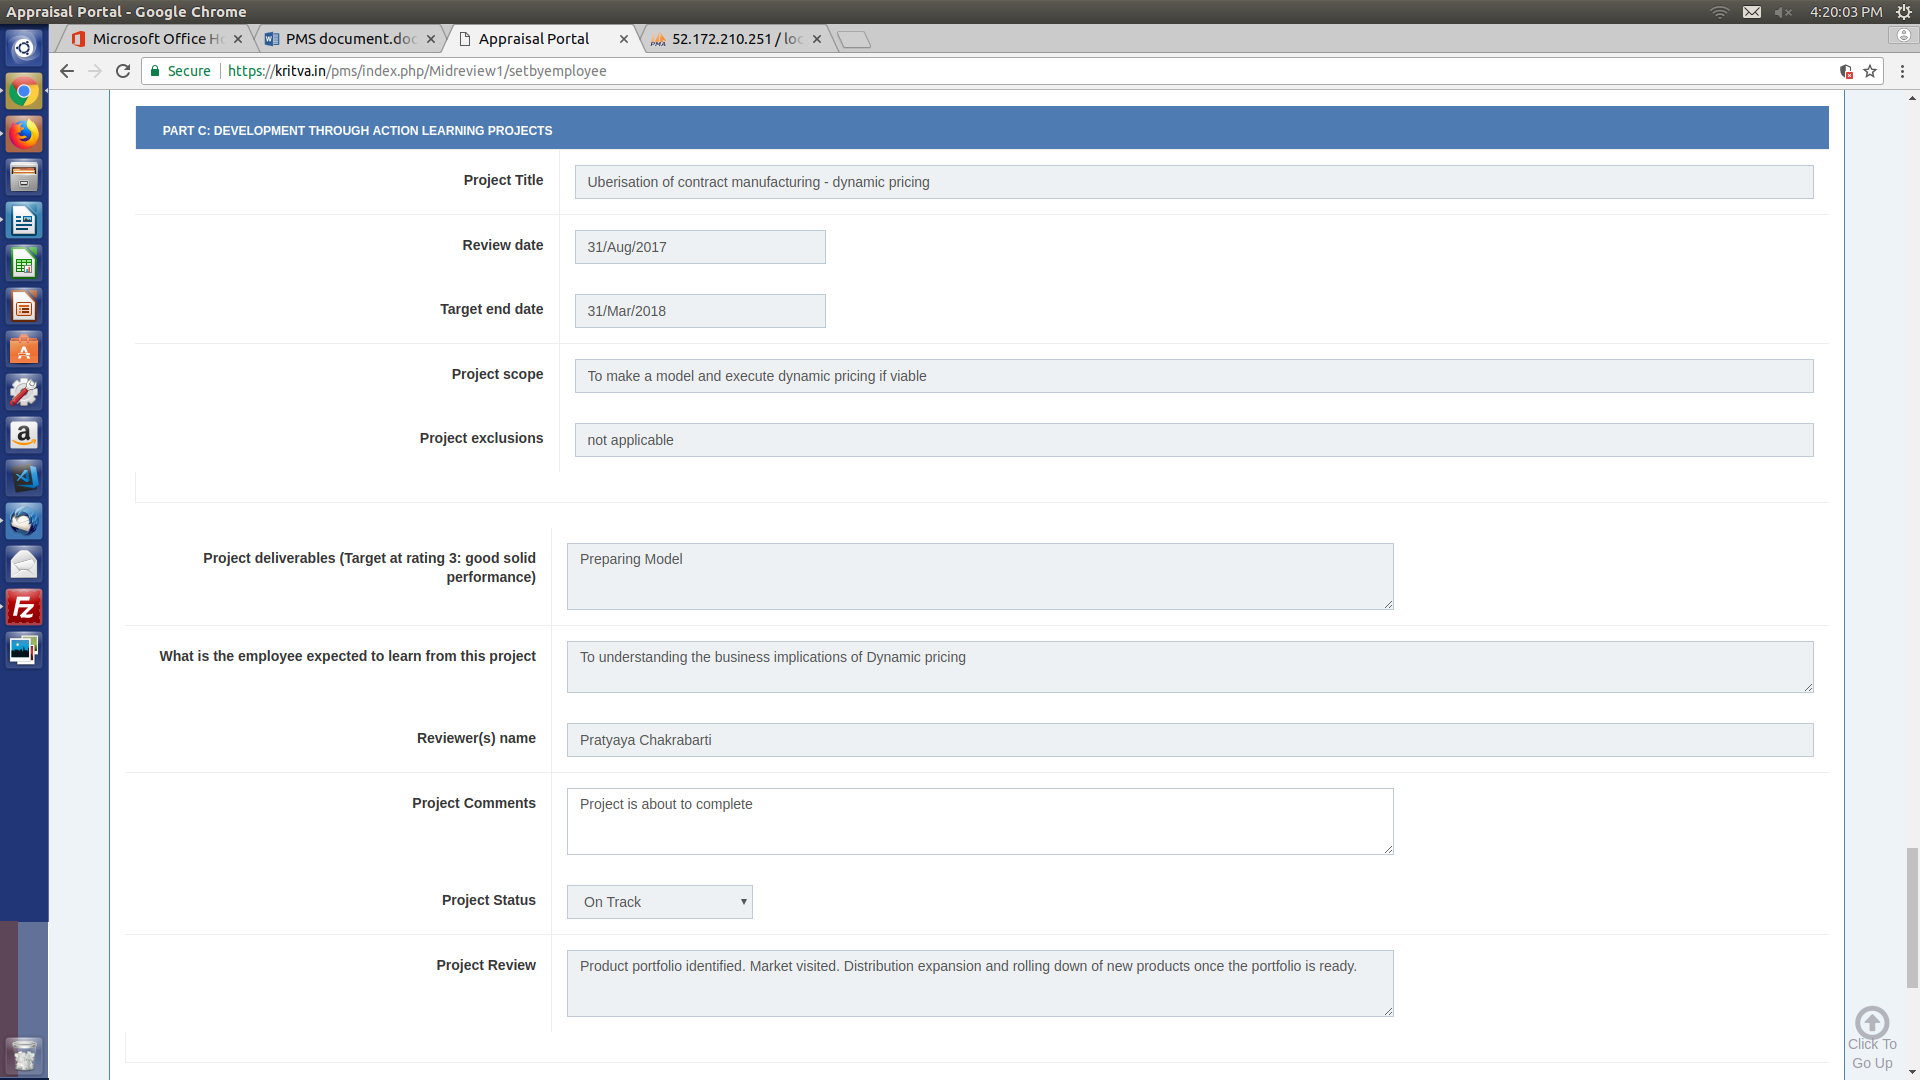 Appraisal Portal - Google Chrome
4:20:03 PM
Microsoft Office H
PMS document.doc
Appraisal Portal
52.172.210.251 / loc
Secure
https://kritva.in/pms/index.php/Midreview1/setbyemployee
PART C: DEVELOPMENT THROUGH ACTION LEARNING PROJECTS
Project Title
Uberisation of contract manufacturing - dynamic pricing
Review date
31/Aug/2017
Target end date
31/Mar/2018
Project scope
To make a model and execute dynamic pricing if viable
Project exclusions
not applicable
Project deliverables (Target at rating 3: good solid
performance)
Preparing Model
What is the employee expected to learn from this project
To understanding the business implications of Dynamic pricing
Reviewer(s) name
Pratyaya Chakrabarti
Project Comments
Project is about to complete
Project Status
On Track
Project Review
Product portfolio identified. Market visited. Distribution expansion and rolling down of new products once the portfolio is ready.
Click To
Go Up